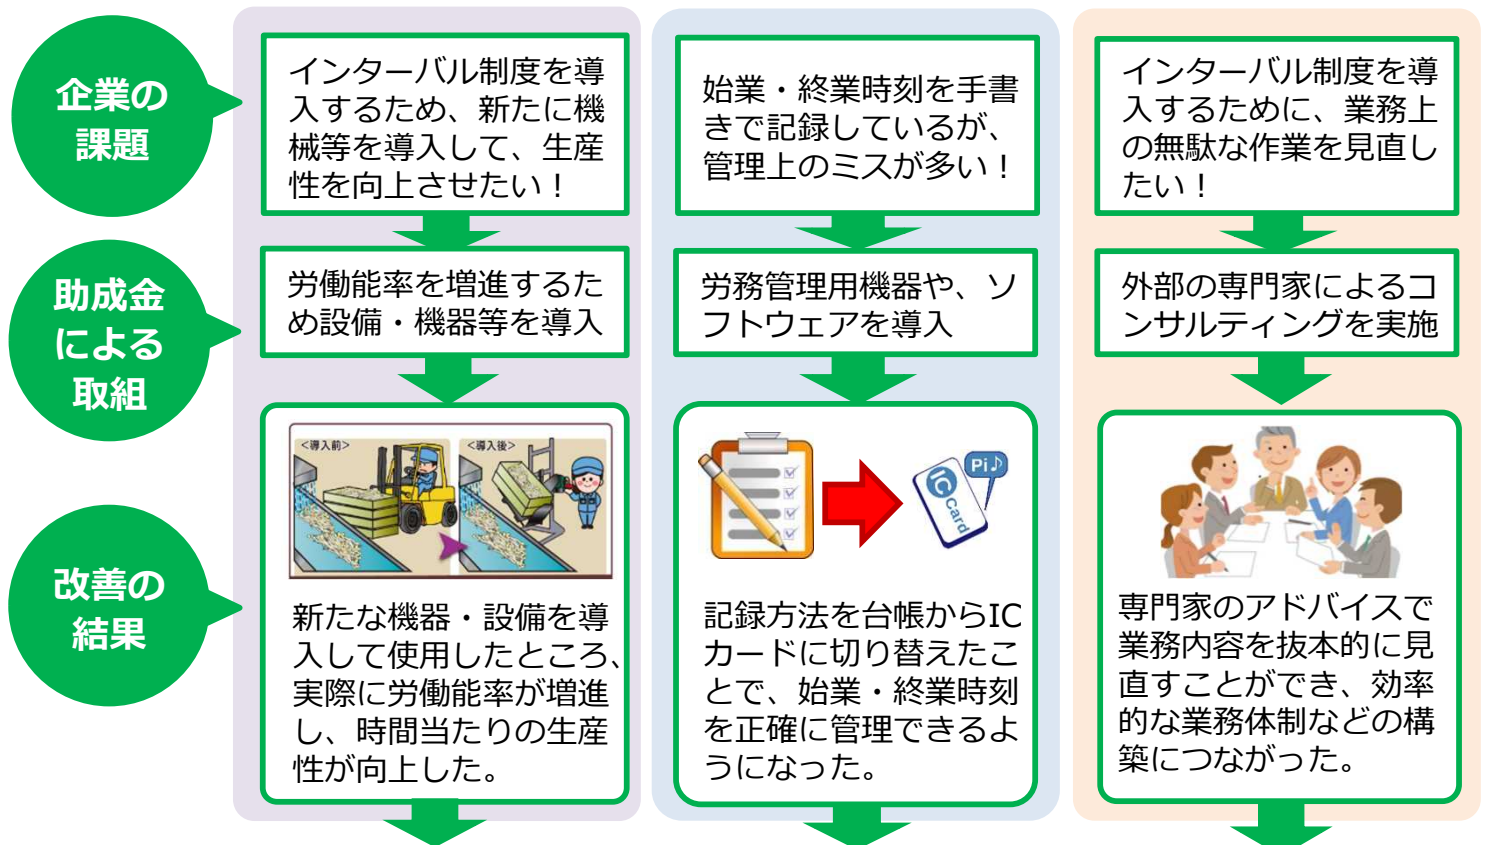 企業の
課題
インターバル制度を導
入するため、新たに機
械等を導入して、生産
性を向上させたい！
始業・終業時刻を手書
きで記録しているが、
管理上のミスが多い！
インターバル制度を導
入するために、業務上
の無駄な作業を見直し
たい！
助成金
による
取組
労働能率を増進するた
め設備・機器等を導入
労務管理用機器や、ソ
フトウェアを導入
外部の専門家によるコ
ンサルティングを実施
改善の
結果
＜導入前＞
＜導入後＞
新たな機器・設備を導
入して使用したところ、
実際に労働能率が増進
し、時間当たりの生産
性が向上した。
Pi♪
IC
Card
記録方法を台帳からIC
カードに切り替えたこ
とで、始業・終業時刻
を正確に管理できるよ
うになった。
専門家のアドバイスで
業務内容を抜本的に見
直すことができ、効率
的な業務体制などの構
築につながった。